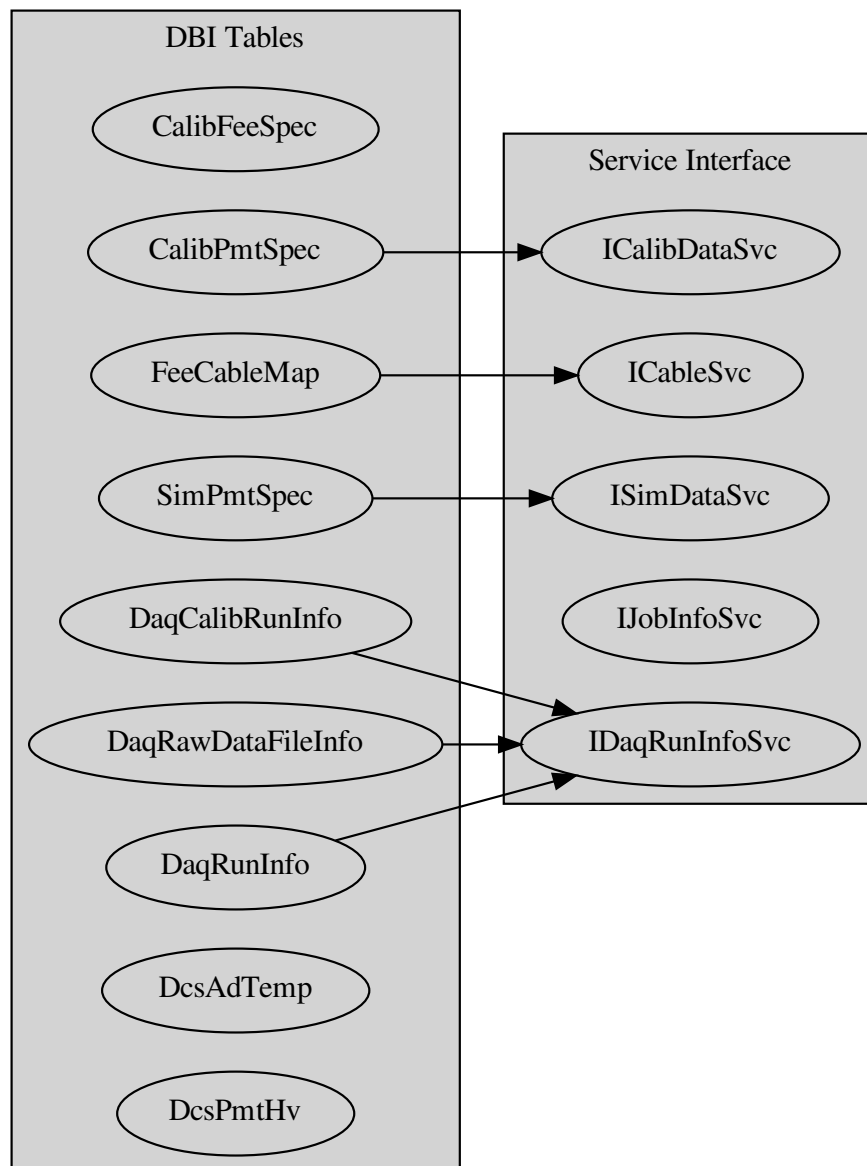 DBI Tables
CalibFeeSpec
CalibPmtSpec
FeeCableMap
SimPmtSpec
DaqCalibRunInfo
DaqRawDataFileInfo
DaqRunInfo
DcsAdTemp
DcsPmtHv
Service Interface
ICalibDataSvc
ICableSvc
ISimDataSvc
IJobInfoSvc
IDaqRunInfoSvc